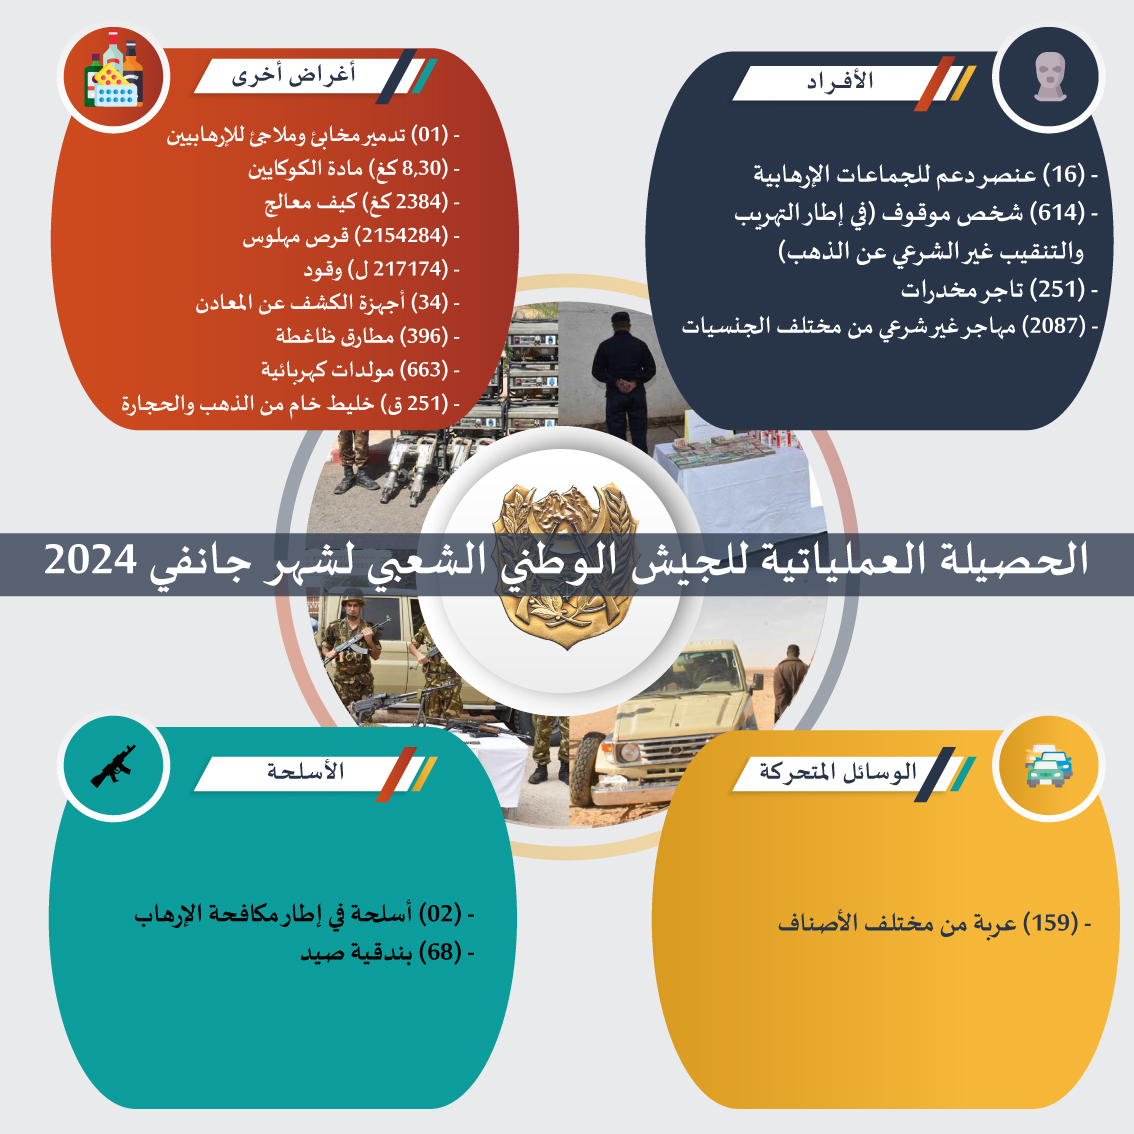 الأفـراد
- (16) عنصر دعم للجماعات الإرهابية
- (614) شخص موقوف (في إطار التهريب
والتنقيب غير الشرعي عن الذهب)
- (251) تاجر مخدرات
- (2087) مهاجر غير شرعي من مختلف الجنسيات
أغراض أخرى
- (01) تدمير مخابئ وملاجئ للإرهابيين
- (8,30 كغ) مادة الكوكايين
- (2384 كغ) كيف معالج
- (2154284) قرص مهلوس
- (217174 ل) وقود
- (34) أجهزة الكشف عن المعادن
- (396) مطارق ظاغطة
- (663) مولدات كهربائية
- (251 ق) خليط خام من الذهب والحجارة
الحصيلة العملياتية للجيش الوطني الشعبي لشهر جانفي 2024
الوسائل المتحركة
- (159) عربة من مختلف الأصناف
الأسلحة
- (02) أسلحة في إطار مكافحة الإرهاب
- (68) بندقية صيد